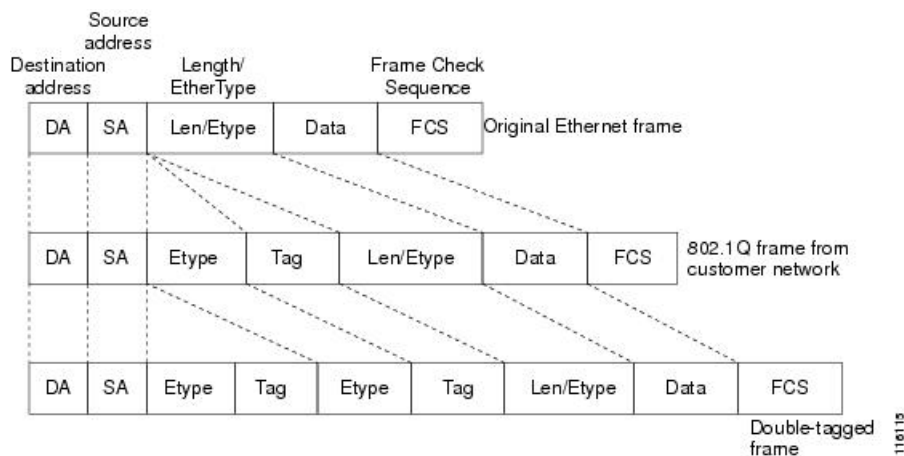 Source
address
Destination
address
Length/
EtherType
Frame Check
Sequence
DA SA Len/Etype Data FCS Original Ethernet frame
DA SA Etype Tag Len/Etype Data FCS 802.1Q frame from
customer network
DA SA Etype Tag Etype Tag Len/Etype Data FCS
Double-tagged
frame
116115